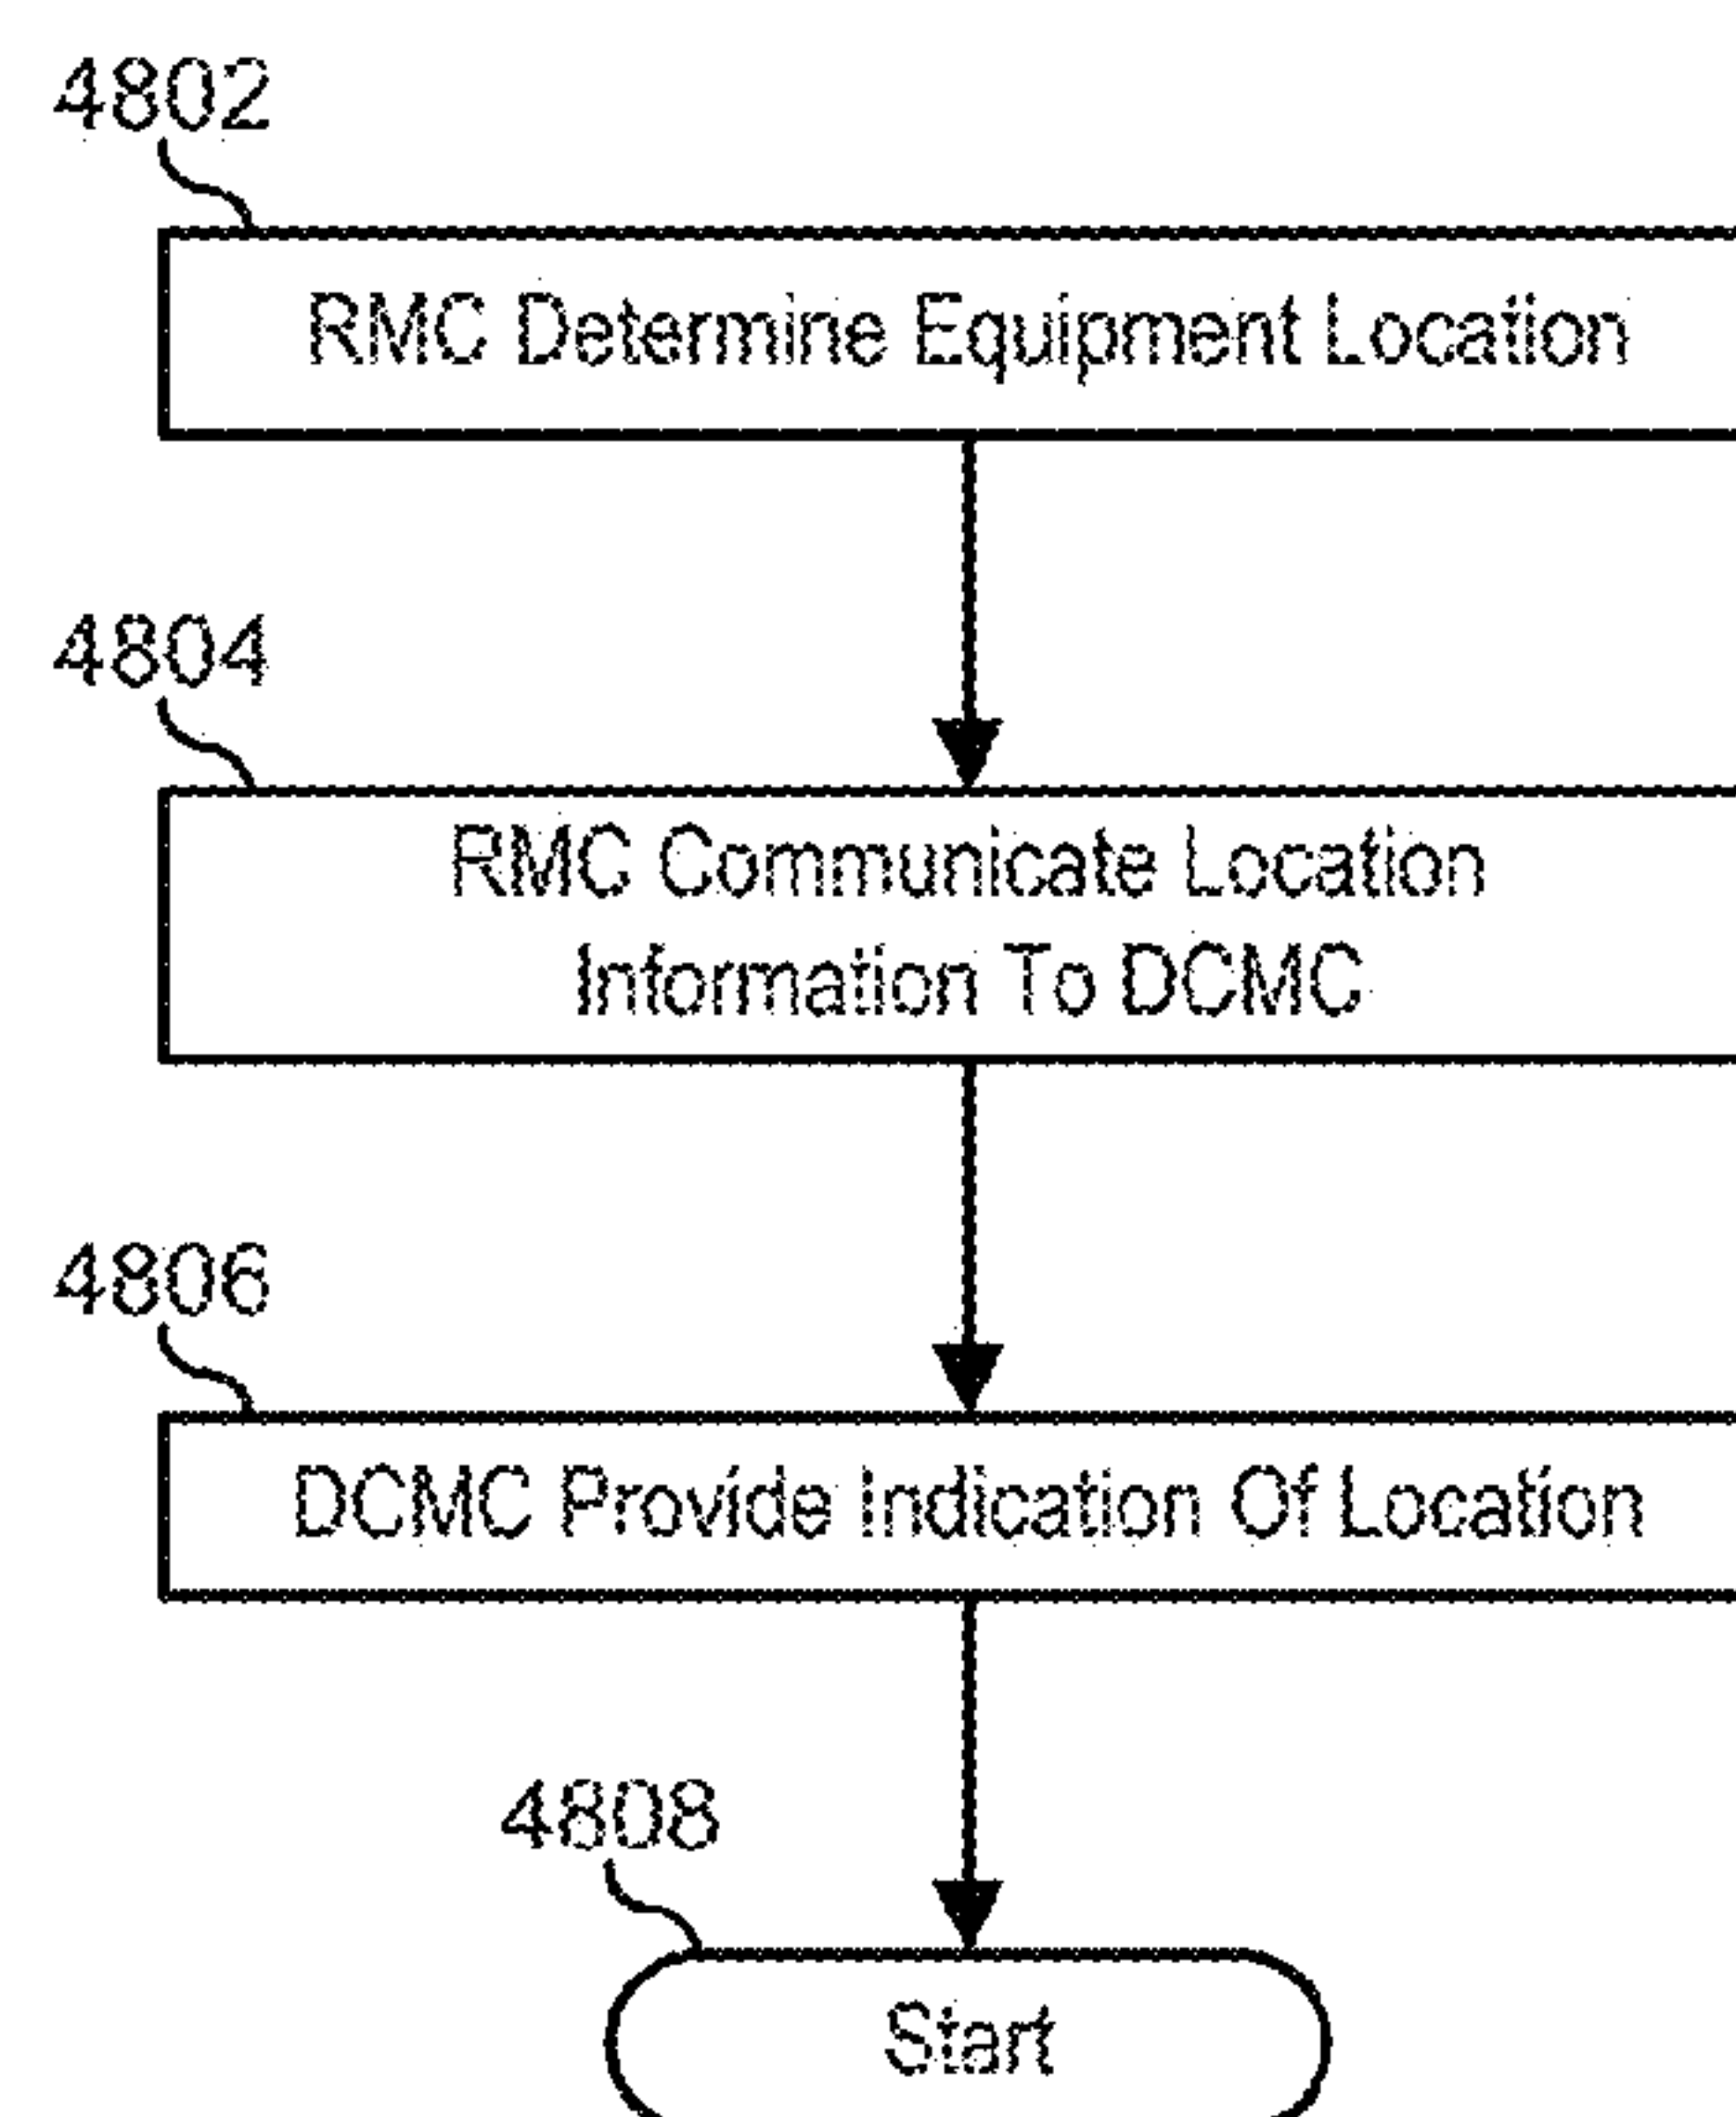 4802
RMC Determine Equipment Location
4804
RMC Communicate Location
Information To DCMC
4806
DCMC Provide Indication Of Location
4808
Start